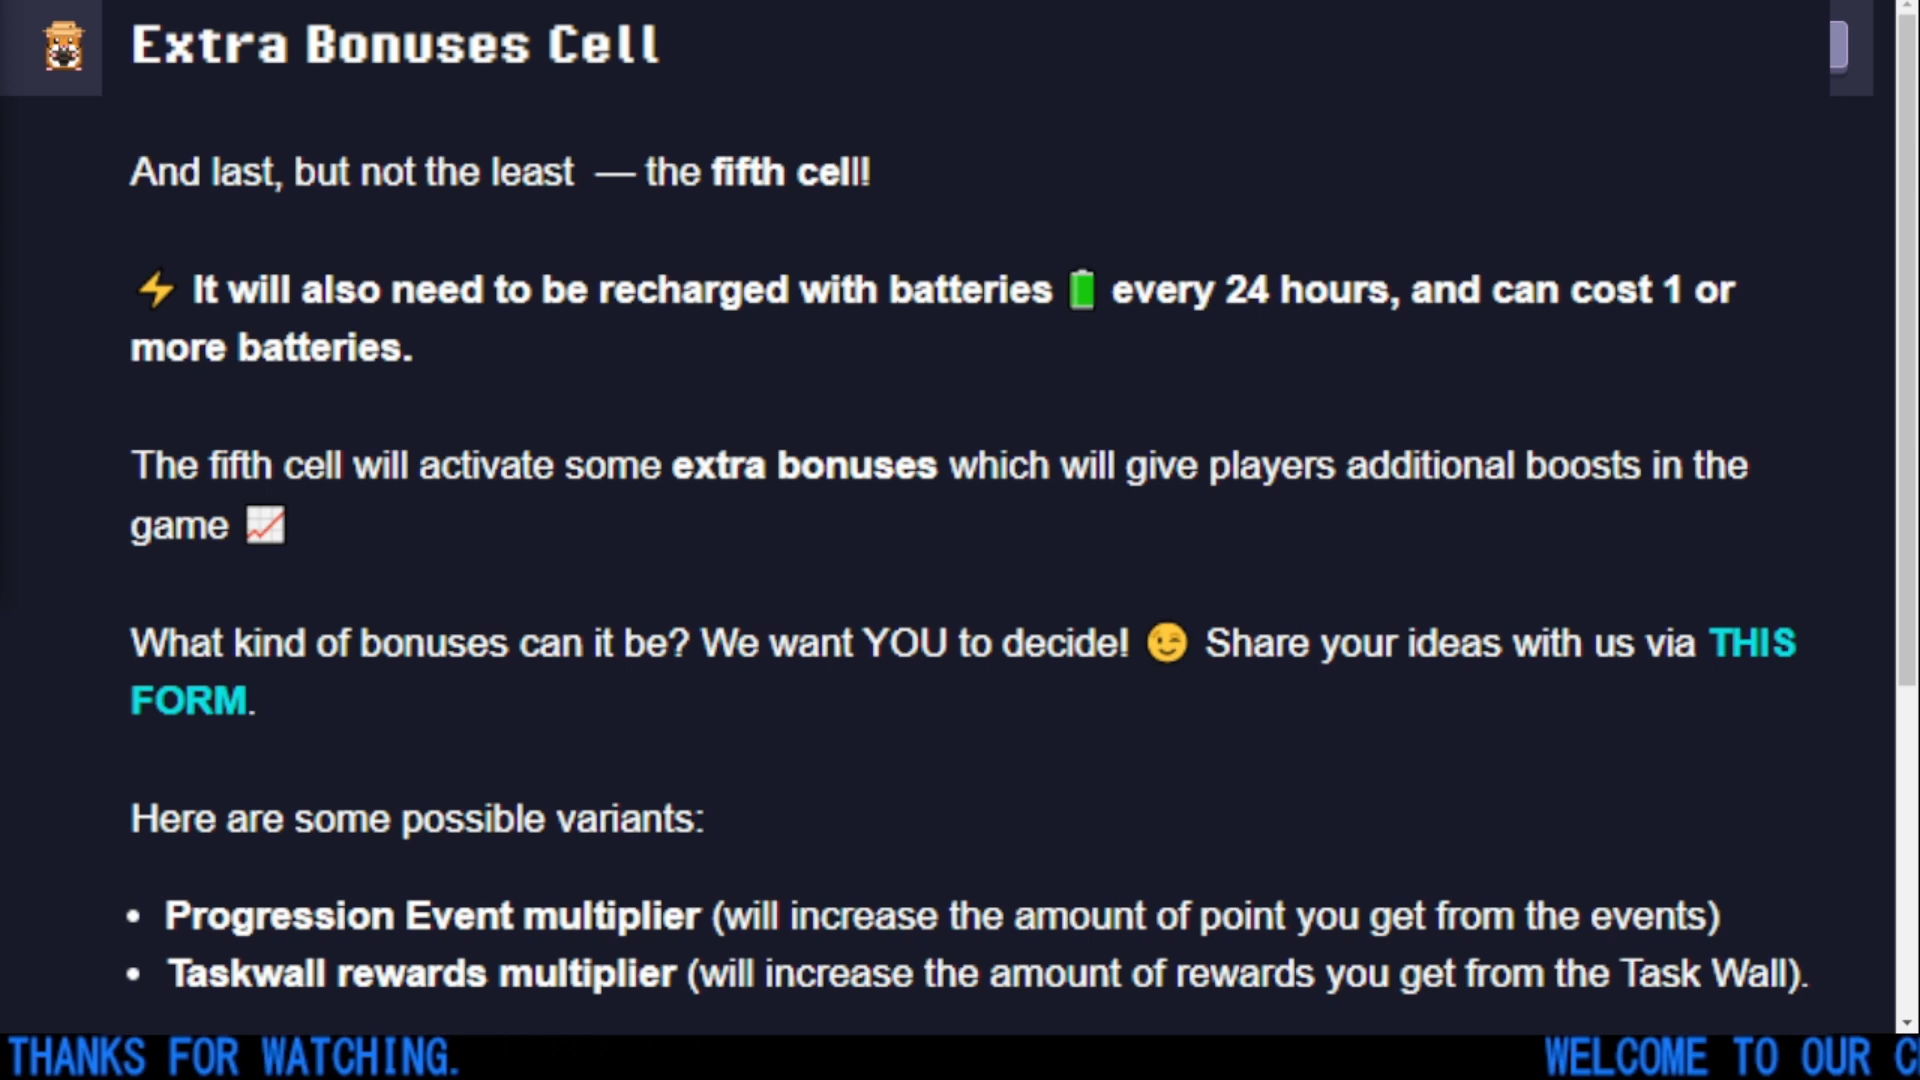 Extra Bonuses Cell
And last, but not the least — the fifth cell!
⚡ It will also need to be recharged with batteries 🔋 every 24 hours, and can cost 1 or
more batteries.
The fifth cell will activate some extra bonuses which will give players additional boosts in the
game 📈
What kind of bonuses can it be? We want YOU to decide! 😉 Share your ideas with us via THIS
FORM.
Here are some possible variants:
• Progression Event multiplier (will increase the amount of point you get from the events)
• Taskwall rewards multiplier (will increase the amount of rewards you get from the Task Wall).
THANKS FOR WATCHING. WELCOME TO OUR